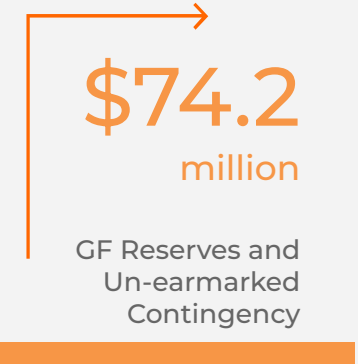 $74.2
million
GF Reserves and
Un-earmarked
Contingency